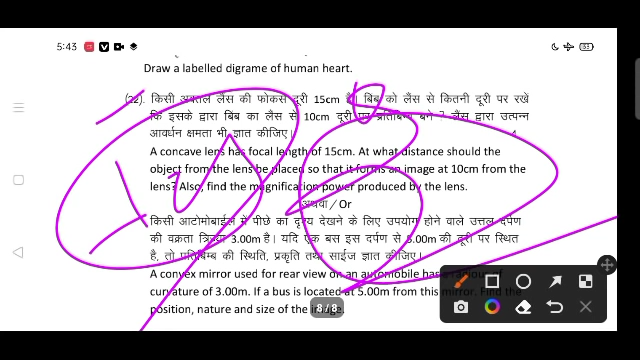 5:43
53
Draw a labelled digrame of human heart.
(22). किसी अवतल लैंस की फोकस दूरी 15cm है। बिंब को लैंस से कितनी दूरी पर रखें
कि इसके द्वारा बिंब का लैंस से 10cm दूरी पर प्रतिबिम्ब बने ? लैंस द्वारा उत्पन्न
आवर्धन क्षमता भी ज्ञात कीजिए।
4
A concave lens has focal length of 15cm. At what distance should the
object from the lens be placed so that it forms an image at 10cm from the
lens? Also, find the magnification power produced by the lens.
अथवा/Or
किसी आटोमोबाईल से पीछे का दृश्य देखने के लिए उपयोग होने वाले उत्तल दर्पण
की वक्रता त्रिज्या 3.00m है। यदि एक बस इस दर्पण से 5.00m की दूरी पर स्थित
है, तो प्रतिबिम्ब की स्थिति, प्रकृति तथा साईज ज्ञात कीजिए।
A convex mirror used for rear view on an automobile has a of
curvature of 3.00m. If a bus is located at 5.00m from this mirror. Find the
position, nature and size of the image.
8/8